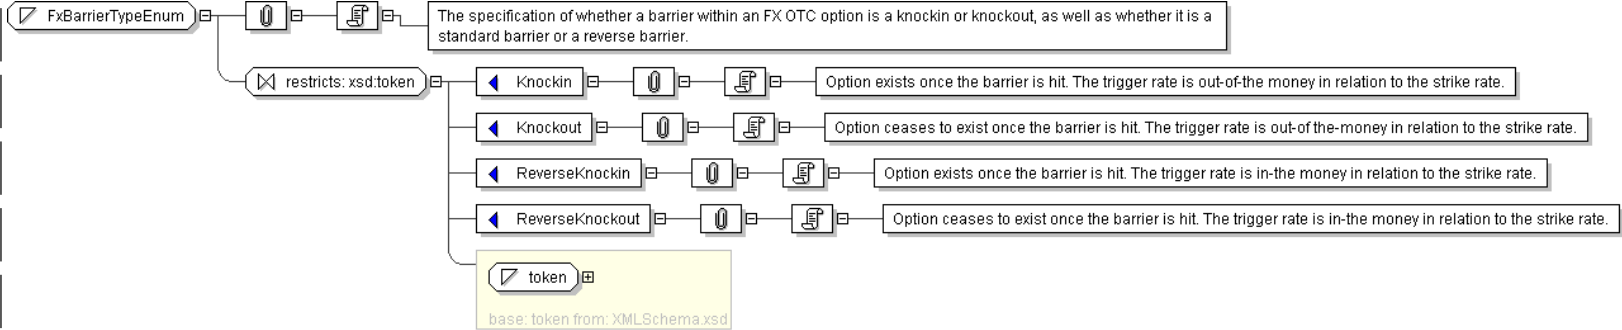 FxBarrierTypeEnum
The specification of whether a barrier within an FX OTC option is a knockin or knockout, as well as whether it is a
standard barrier or a reverse barrier.
restricts: xsd:token
Knockin
Option exists once the barrier is hit. The trigger rate is out-of-the money in relation to the strike rate.
Knockout
Option ceases to exist once the barrier is hit. The trigger rate is out-of the-money in relation to the strike rate.
ReverseKnockin
Option exists once the barrier is hit. The trigger rate is in-the money in relation to the strike rate.
ReverseKnockout
Option ceases to exist once the barrier is hit. The trigger rate is in-the money in relation to the strike rate.
token
base: token from: XMLSchema.xsd